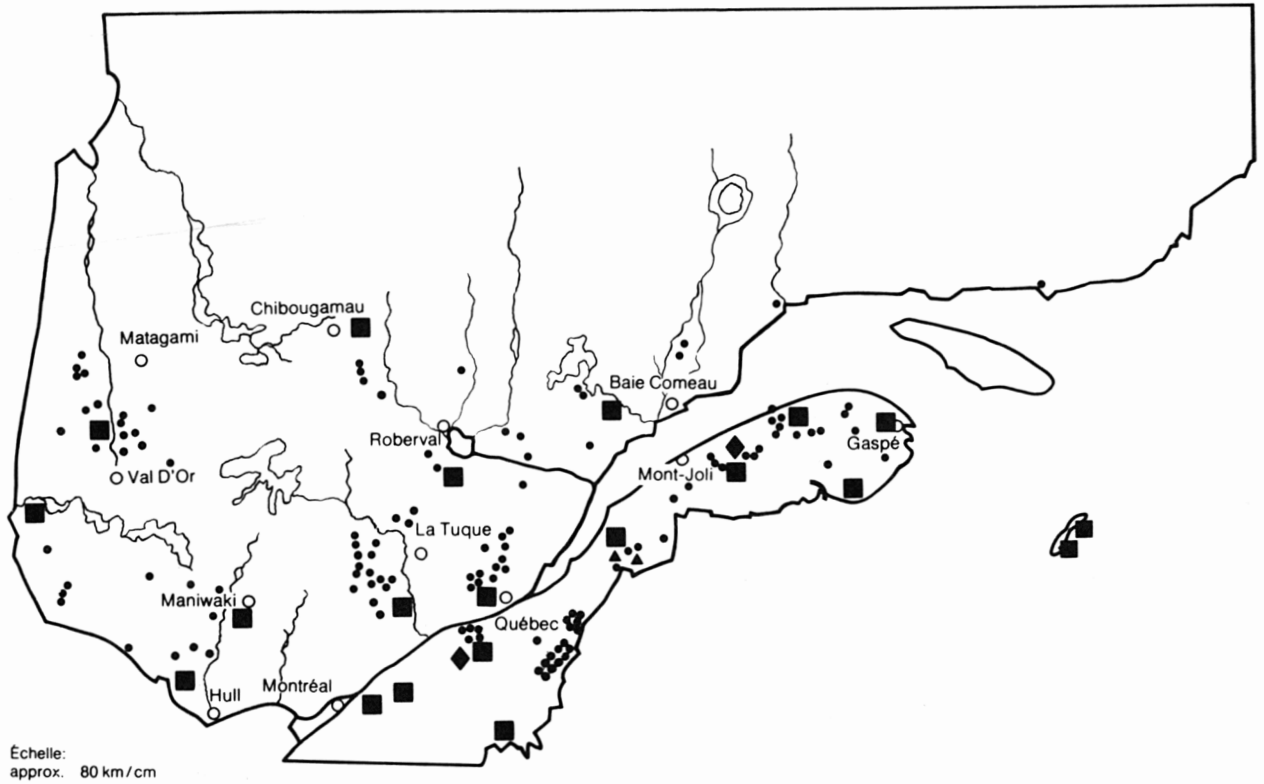 Chibougamau
Matagami
Baie Comeau
Roberval
Gaspé
Val D'Or
Mont-Joli
La Tuque
Maniwaki
Québec
Hull
Montréal
Échelle:
approx. 80 km/cm